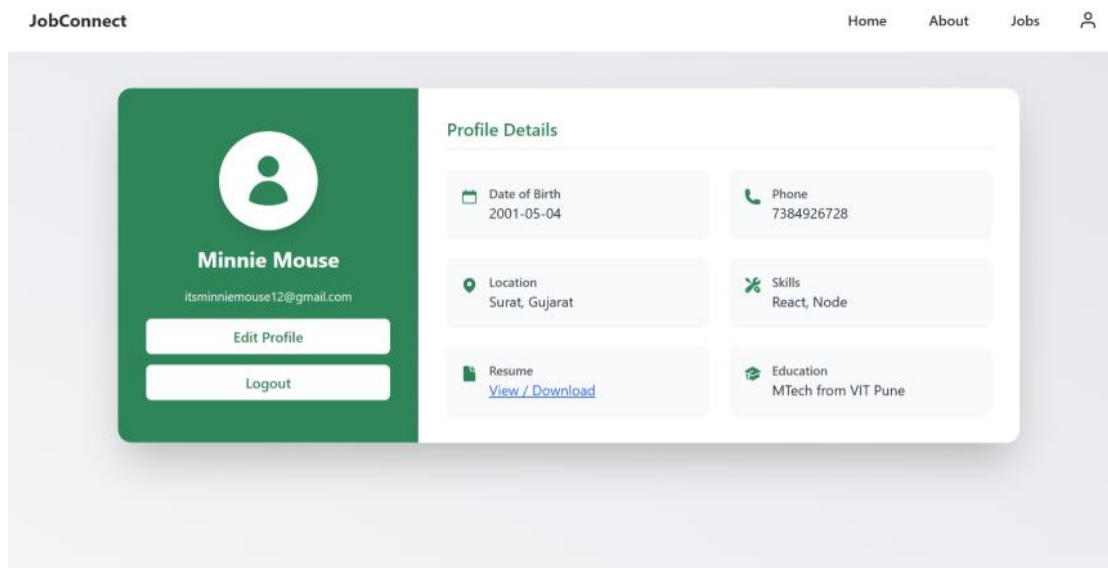 JobConnect
Home About Jobs
Minnie Mouse
itsminniemouse12@gmail.com
Edit Profile
Logout
Profile Details
Date of Birth
2001-05-04
Phone
7384926728
Location
Surat, Gujarat
Skills
React, Node
Resume
View / Download
Education
MTech from VIT Pune